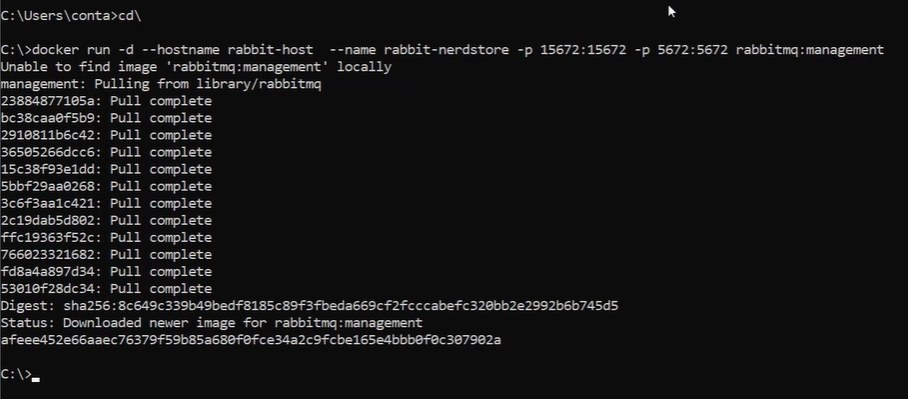 C:\Users\conta>cd\
C:\>docker run -d --hostname rabbit-host  --name rabbit-nerdstore -p 15672:15672 -p 5672:5672 rabbitmq:management
Unable to find image 'rabbitmq:management' locally
management: Pulling from library/rabbitmq
23884877105a: Pull complete
bc38caa0f5b9: Pull complete
2910811b6c42: Pull complete
36505266dcc6: Pull complete
15c38f93e1dd: Pull complete
5bbf29aa0268: Pull complete
3c6f3aa1c421: Pull complete
2c19dab5d802: Pull complete
ffc19363f52c: Pull complete
766023321682: Pull complete
fd8a4a897d34: Pull complete
53010f28dc34: Pull complete
Digest: sha256:8c649c339b49bedf8185c89f3fbeda669cf2fcccabefc320bb2e2992b6b745d5
Status: Downloaded newer image for rabbitmq:management
afeee452e66aaec76379f59b85a680f0fce34a2c9fcbe165e4bbb0f0c307902a
C:\>